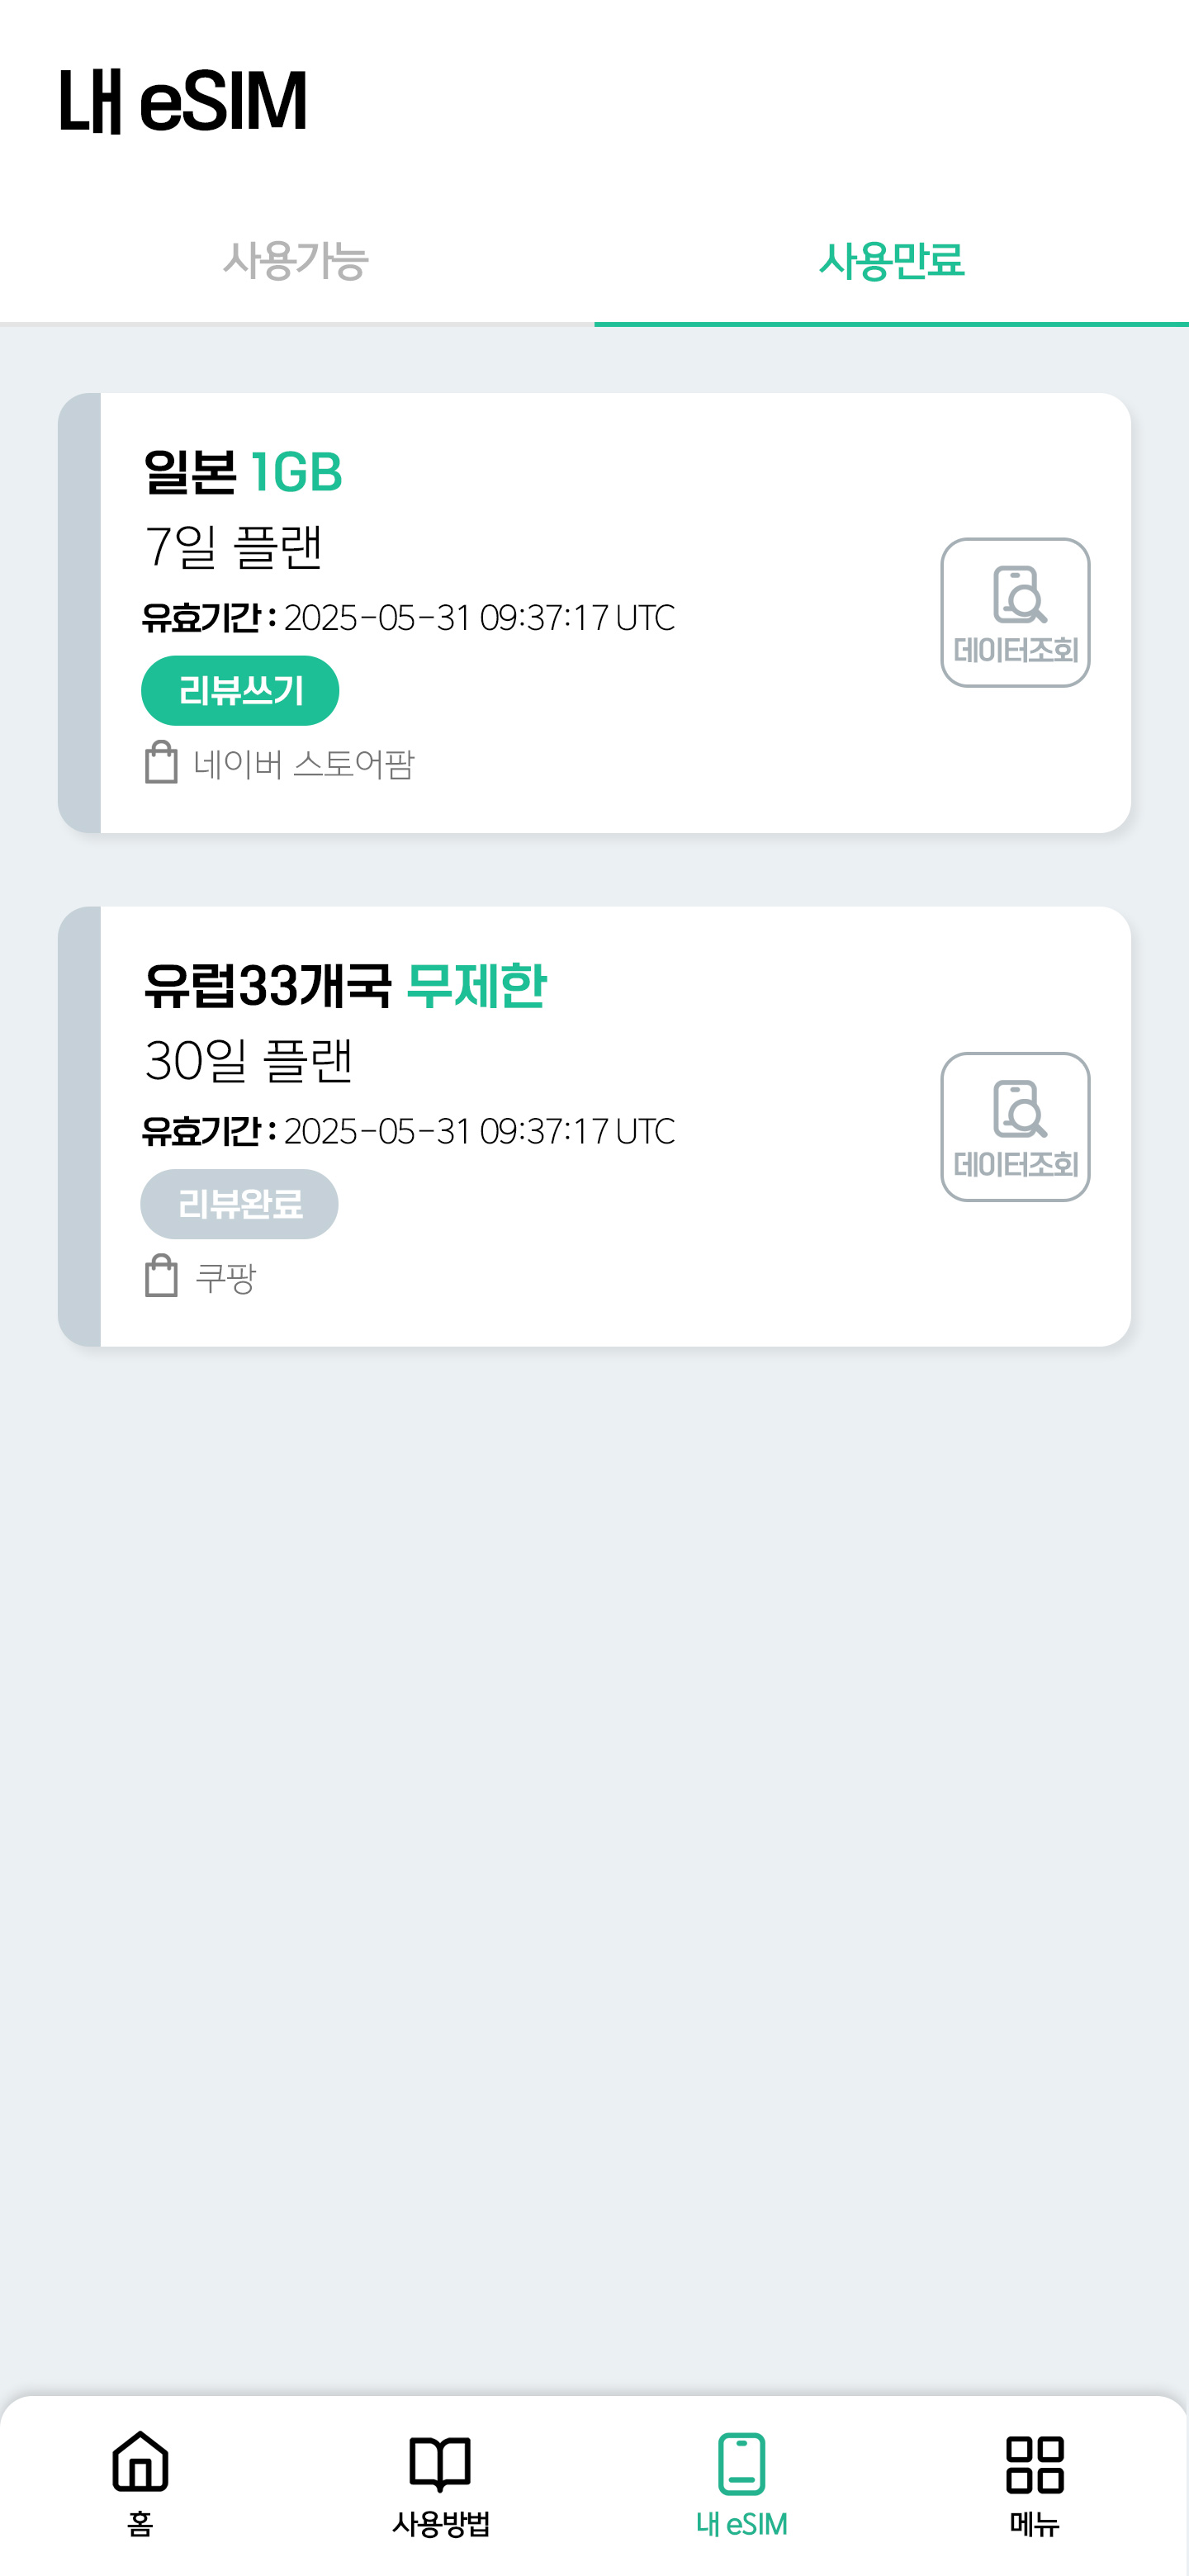 내 eSIM
사용가능
사용만료
일본 1GB
7일 플랜
유효기간 : 2025-05-31 09:37:17 UTC
리뷰쓰기
네이버 스토어팜
데이터조회
유럽33개국 무제한
30일 플랜
유효기간 : 2025-05-31 09:37:17 UTC
리뷰완료
쿠팡
데이터조회
홈
사용방법
내 eSIM
메뉴